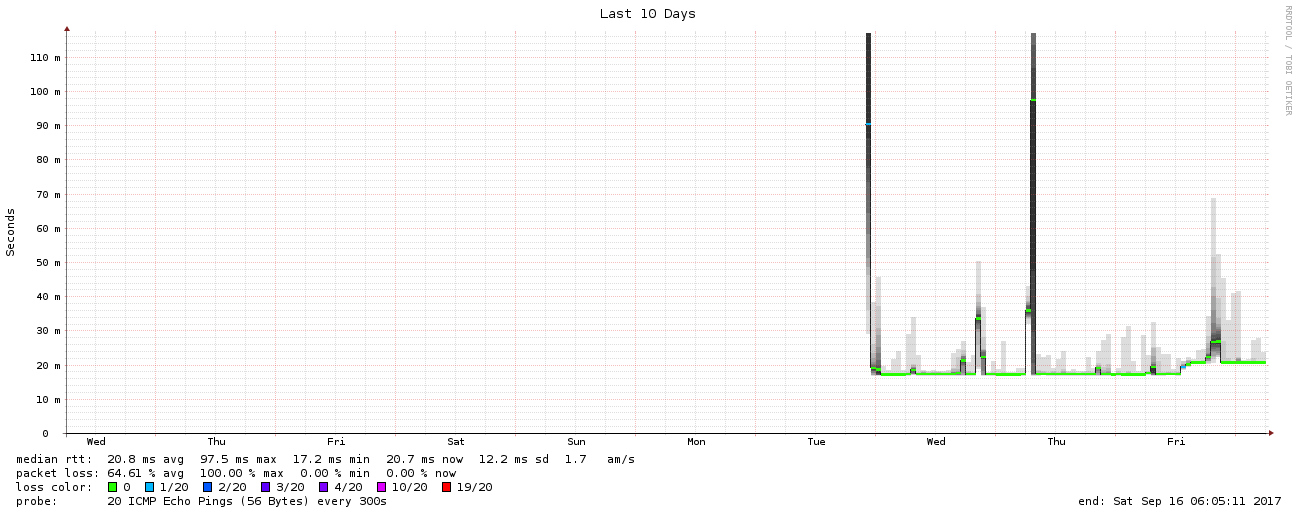 Last 10 Days
RRDTOOL / TOBI OETIKER
Seconds
110 m
100 m
90 m
80 m
70 m
60 m
50 m
40 m
30 m
20 m
10 m
0
Wed Thu Fri Sat Sun Mon Tue Wed Thu Fri
median rtt: 20.8 ms avg 97.5 ms max 17.2 ms min 20.7 ms now 12.2 ms sd 1.7 am/s
packet loss: 64.61 % avg 100.00 % max 0.00 % min 0.00 % now
loss color: 0 1/20 2/20 3/20 4/20 10/20 19/20
probe: 20 ICMP Echo Pings (56 Bytes) every 300s end: Sat Sep 16 06:05:11 2017